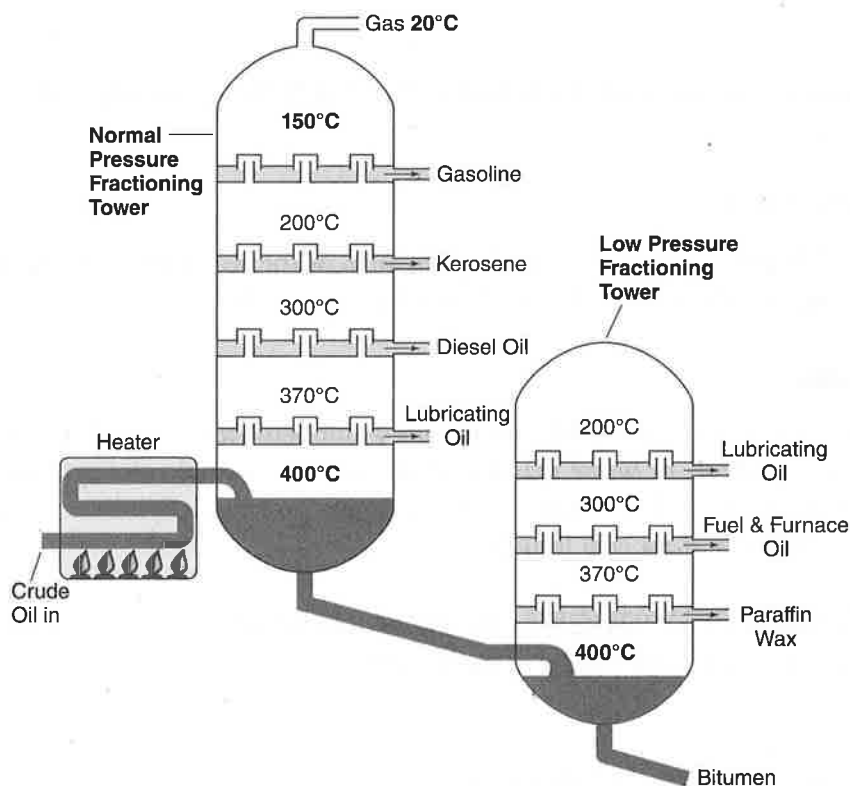 Gas 20°C
150°C
Normal
Pressure
Fractioning
Tower
Gasoline
200°C
Kerosene
300°C
Diesel Oil
370°C
Lubricating
Oil
400°C
Heater
Crude
Oil in
Low Pressure
Fractioning
Tower
200°C
Lubricating
Oil
300°C
Fuel & Furnace
Oil
370°C
Paraffin
Wax
400°C
Bitumen